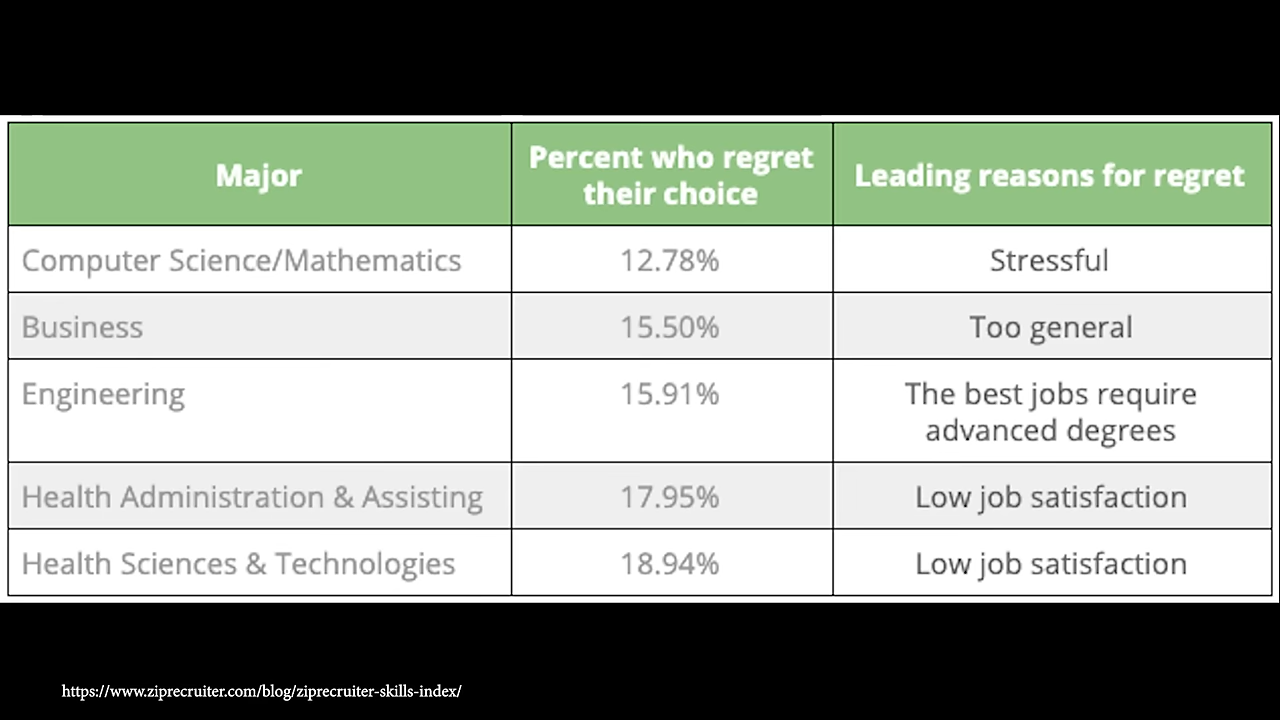 Major
Percent who regret
their choice
Leading reasons for regret
Computer Science/Mathematics
12.78%
Stressful
Business
15.50%
Too general
Engineering
15.91%
The best jobs require
advanced degrees
Health Administration & Assisting
17.95%
Low job satisfaction
Health Sciences & Technologies
18.94%
Low job satisfaction
https://www.ziprecruiter.com/blog/ziprecruiter-skills-index/